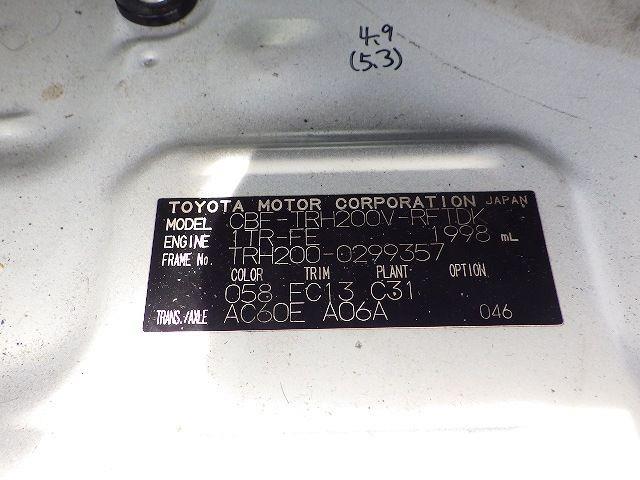 4.9
(5.3)
TOYOTA MOTOR CORPORATION JAPAN
MODEL CBF-TRH200V-RFTDK
ENGINE 1TR-FE 1998 mL
FRAME No. TRH200-0299357
COLOR TRIM PLANT OPTION
058 FC13 C31
TRANS./AXLE AC60E A06A 046